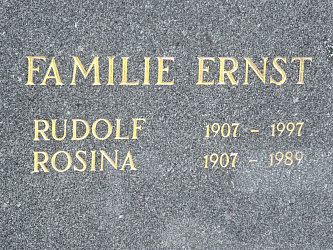 FAMILIE ERNST
RUDOLF 1907 - 1997
ROSINA 1907 - 1989